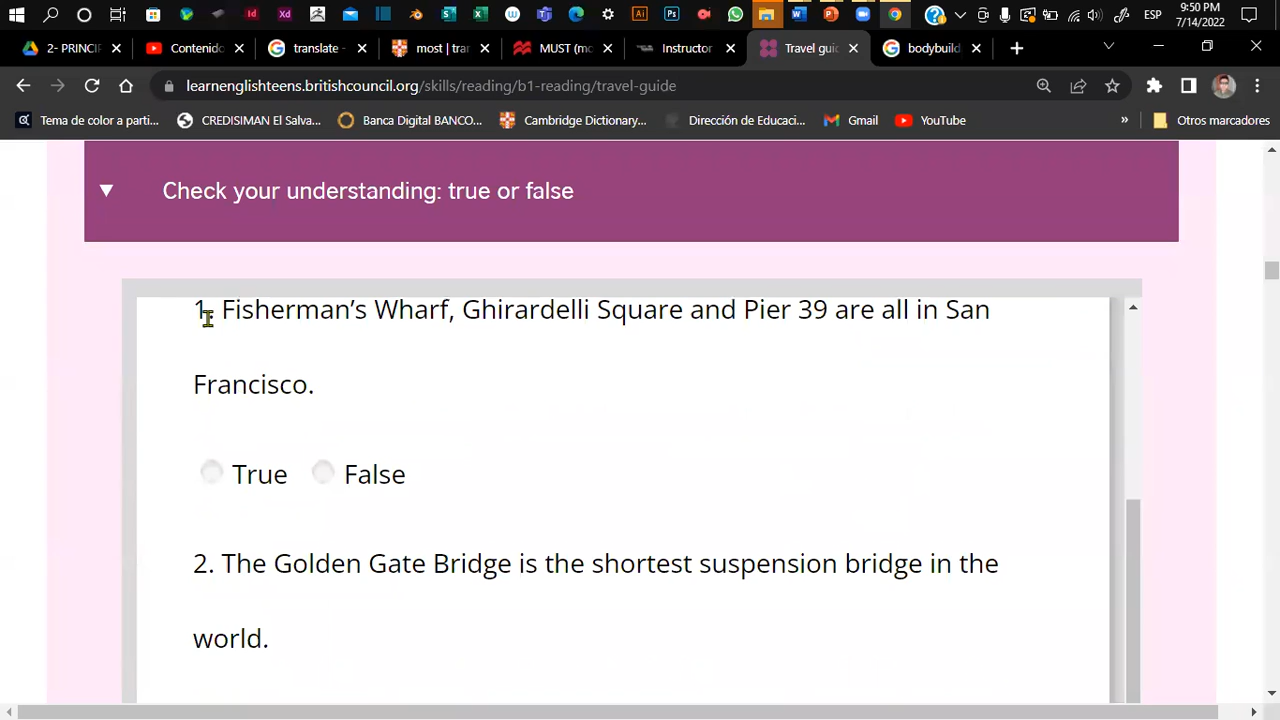 9:50 PM
ESP
7/14/2022
2-PRINCIP
Contenido
translate -
most | tran
MUST (mo
Instructor
Travel guid
bodybuild
learnenglishteens.britishcouncil.org/skills/reading/b1-reading/travel-guide
Tema de color a parti...
CREDISIMAN El Salva...
Banca Digital BANCO...
Cambridge Dictionary...
Dirección de Educaci...
Gmail
YouTube
»
Otros marcadores
Check your understanding: true or false
1. Fisherman’s Wharf, Ghirardelli Square and Pier 39 are all in San
Francisco.
True False
2. The Golden Gate Bridge is the shortest suspension bridge in the
world.